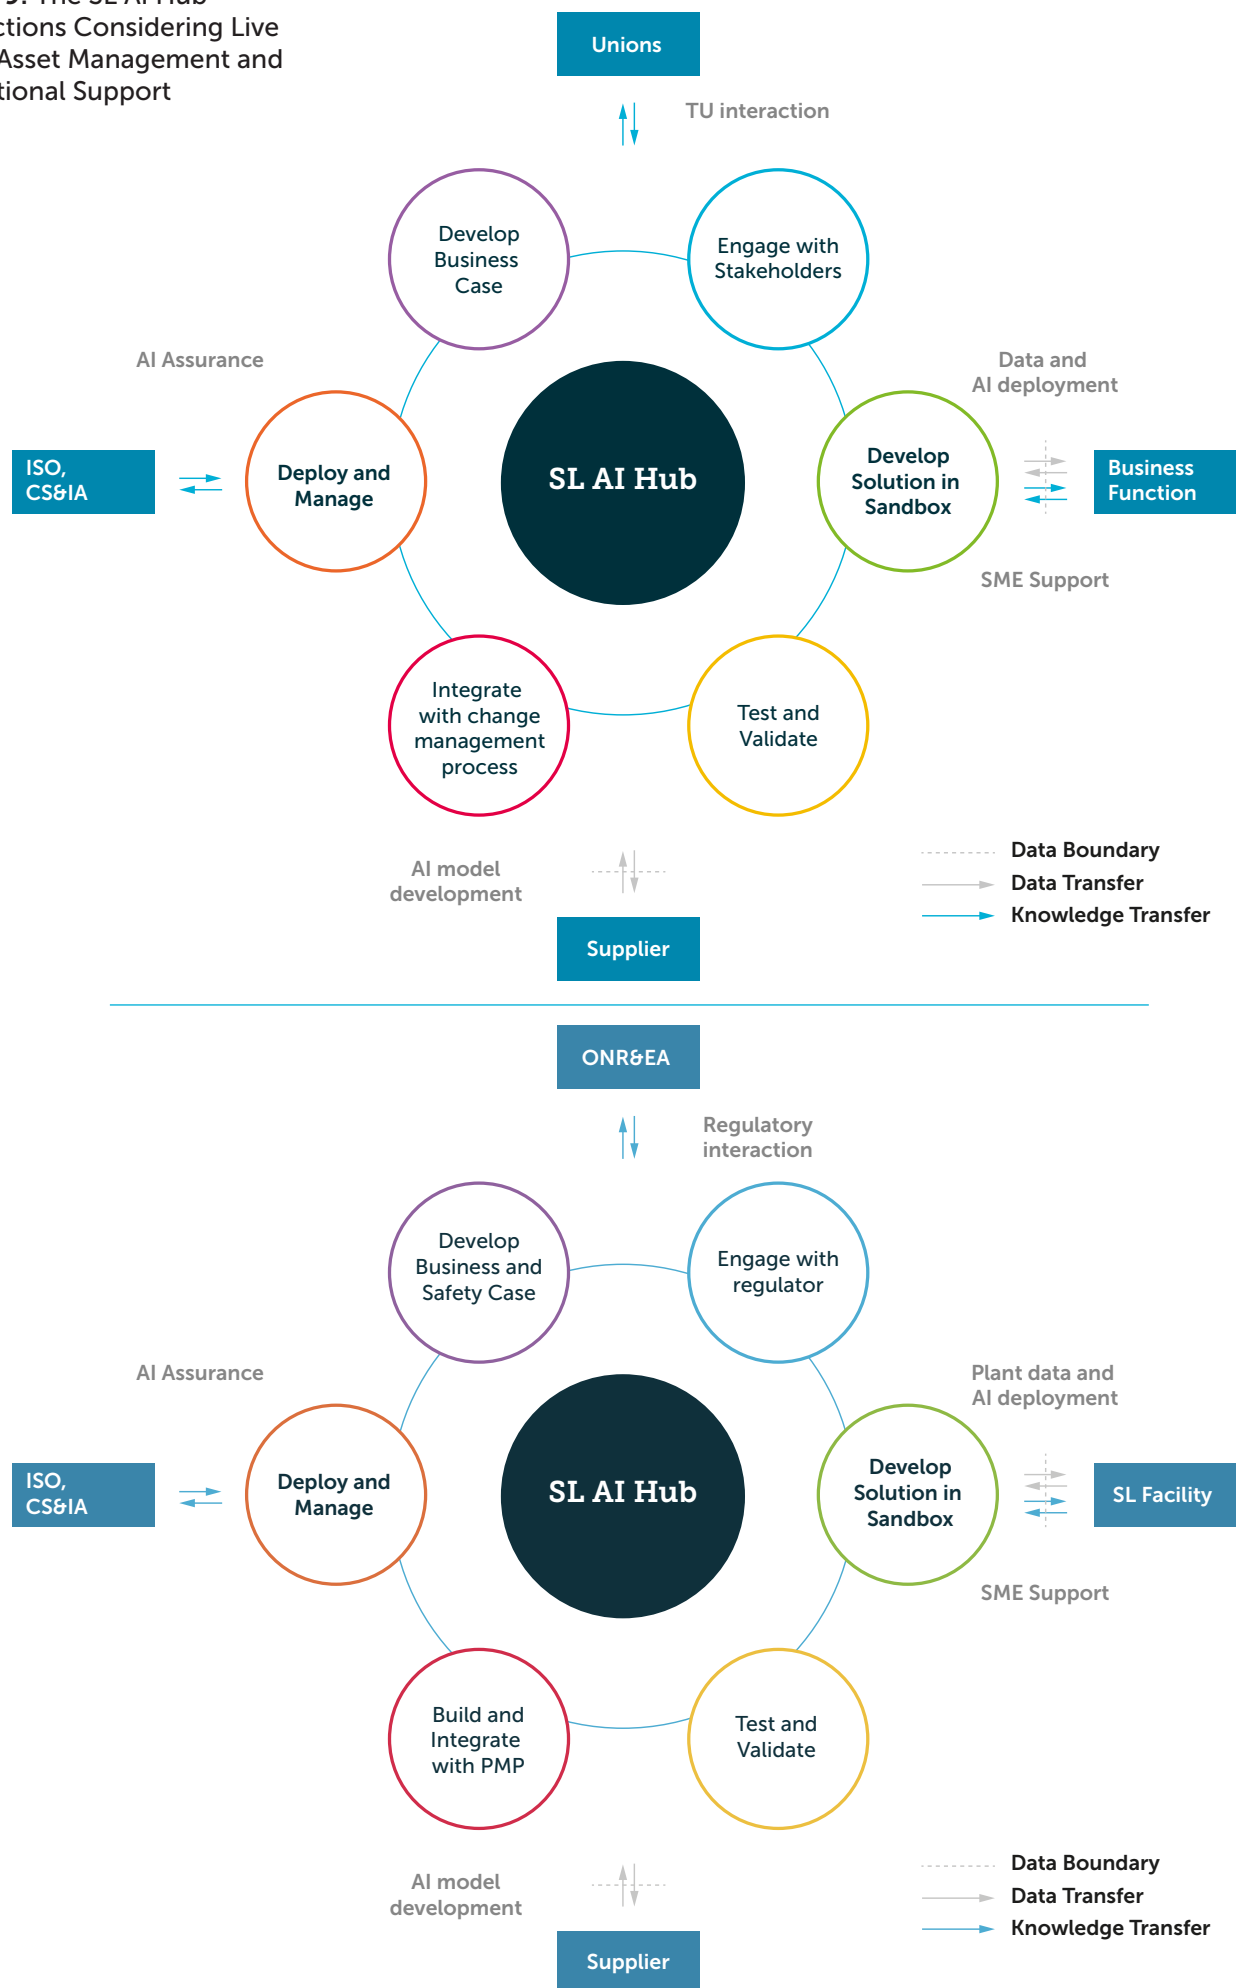 9. The SL AI Hub
ctions Considering Live
Asset Management and
tional Support
Unions
TU interaction
Develop
Business
Case
Engage with
Stakeholders
AI Assurance
Data and
AI deployment
ISO,
CS&IA
Deploy and
Manage
SL AI Hub
Develop
Solution in
Sandbox
Business
Function
SME Support
Integrate
with change
management
process
Test and
Validate
AI model
development
Data Boundary
Data Transfer
Knowledge Transfer
Supplier
ONR&EA
Regulatory
interaction
Develop
Business and
Safety Case
Engage with
regulator
AI Assurance
Plant data and
AI deployment
ISO,
CS&IA
Deploy and
Manage
SL AI Hub
Develop
Solution in
Sandbox
SL Facility
SME Support
Build and
Integrate
with PMP
Test and
Validate
AI model
development
Data Boundary
Data Transfer
Knowledge Transfer
Supplier